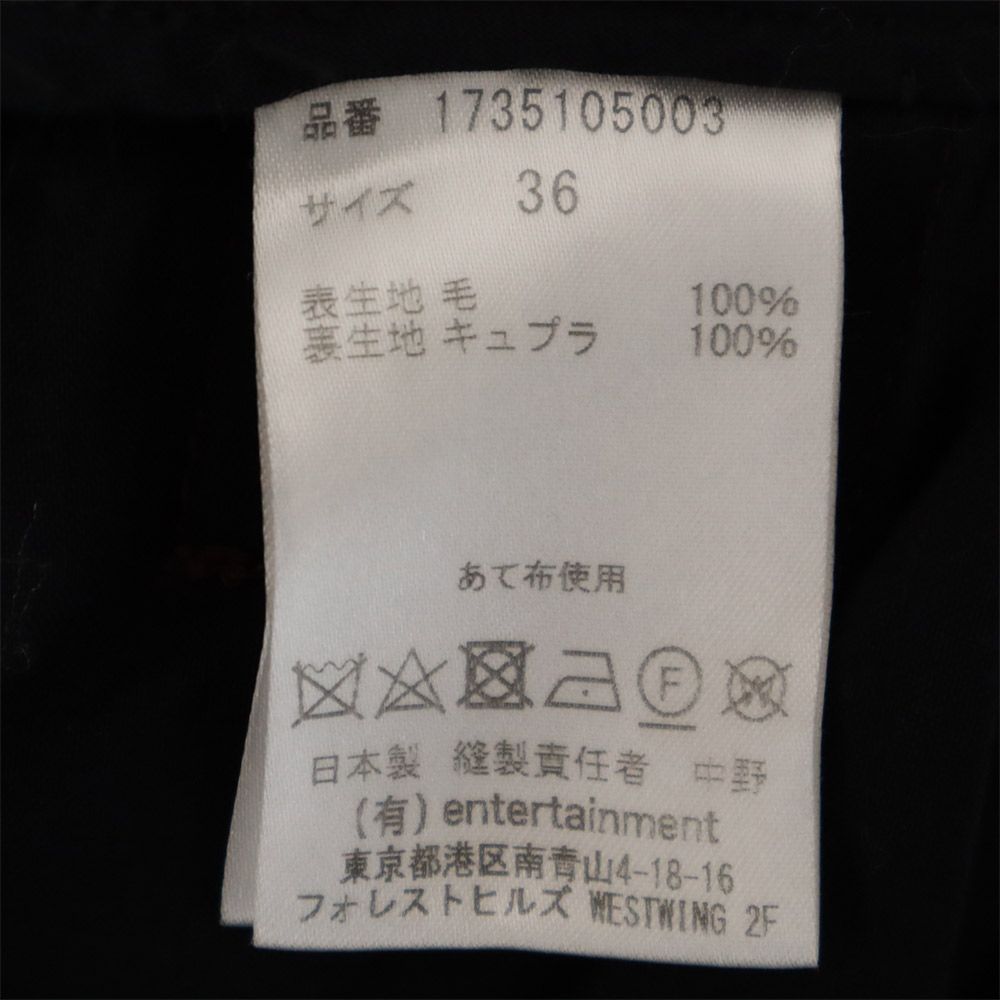 品番 1735105003
サイズ 36
表生地 毛 100%
裏生地 キュプラ 100%
あて布使用
F W
日本製 縫製責任者 中野
(有) entertainment
東京都港区南青山4-18-16
フォレストヒルズ WESTWING 2F